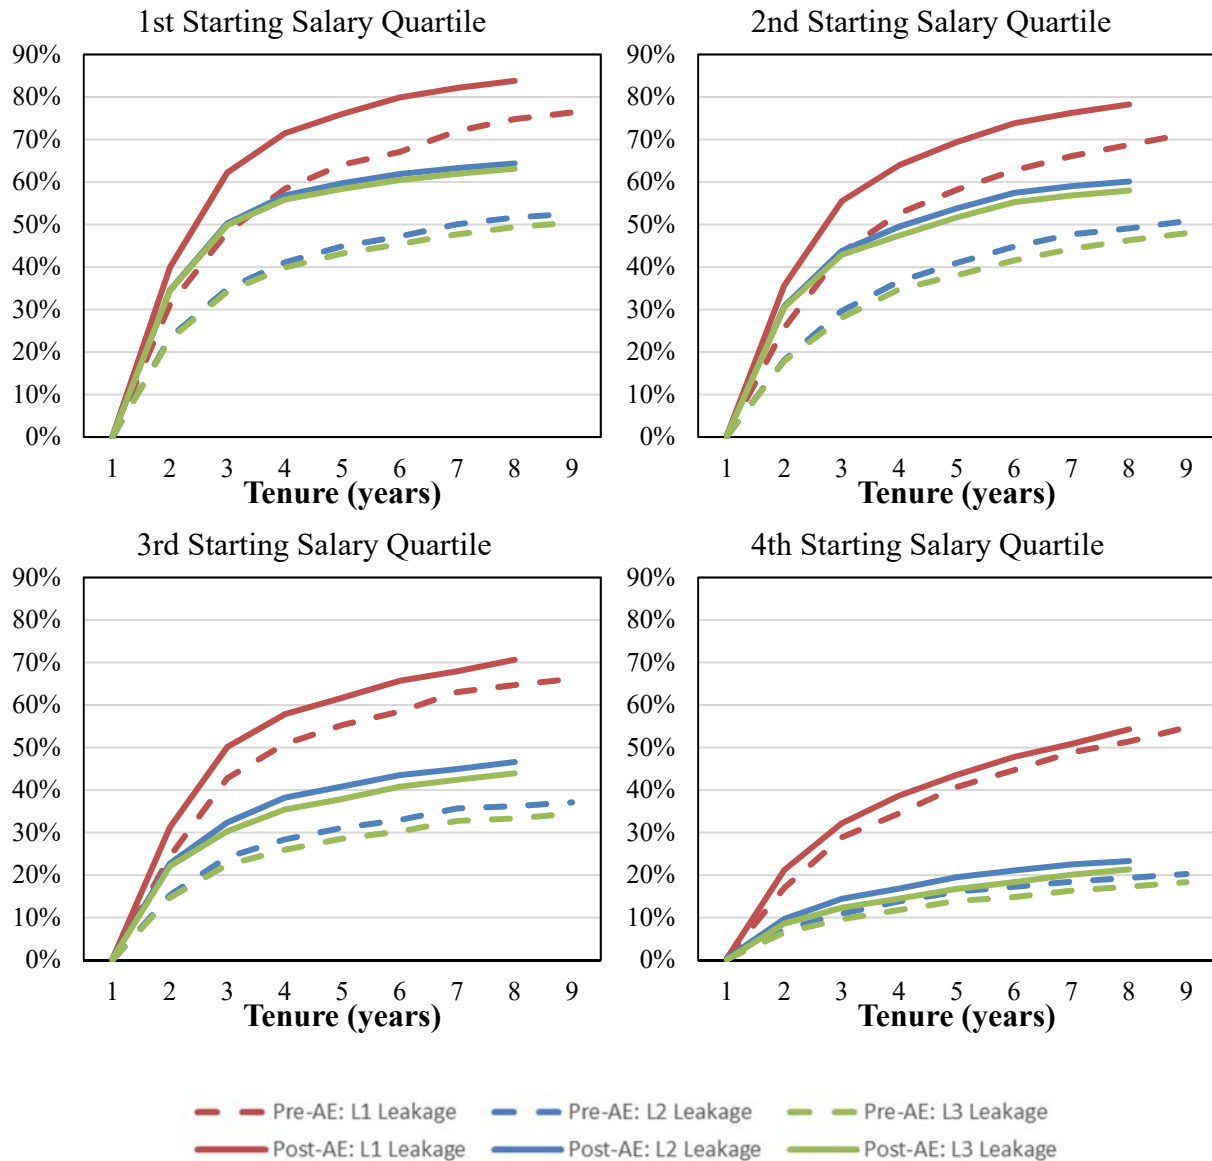 1st Starting Salary Quartile
90%
80%
70%
60%
50%
40%
30%
20%
10%
0%
1 2 3 4 5 6 7 8 9
Tenure (years)
2nd Starting Salary Quartile
90%
80%
70%
60%
50%
40%
30%
20%
10%
0%
1 2 3 4 5 6 7 8 9
Tenure (years)
3rd Starting Salary Quartile
90%
80%
70%
60%
50%
40%
30%
20%
10%
0%
1 2 3 4 5 6 7 8 9
Tenure (years)
4th Starting Salary Quartile
90%
80%
70%
60%
50%
40%
30%
20%
10%
0%
1 2 3 4 5 6 7 8 9
Tenure (years)
Pre-AE: L1 Leakage Pre-AE: L2 Leakage Pre-AE: L3 Leakage
Post-AE: L1 Leakage Post-AE: L2 Leakage Post-AE: L3 Leakage